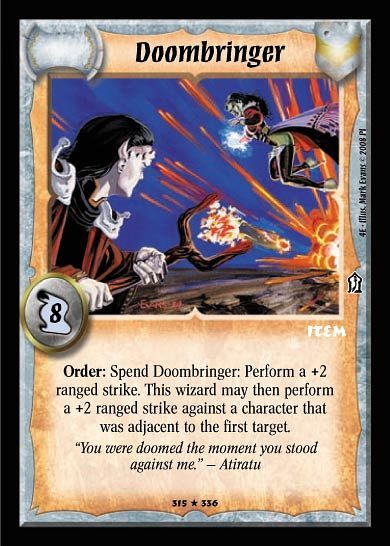 Doombringer
4E · Illus. Mark Evans © 2008 PI
EVANS
8
ITEM
Order: Spend Doombringer: Perform a +2
ranged strike. This wizard may then perform
a +2 ranged strike against a character that
was adjacent to the first target.
"You were doomed the moment you stood
against me." – Atiratu
315 ★ 336